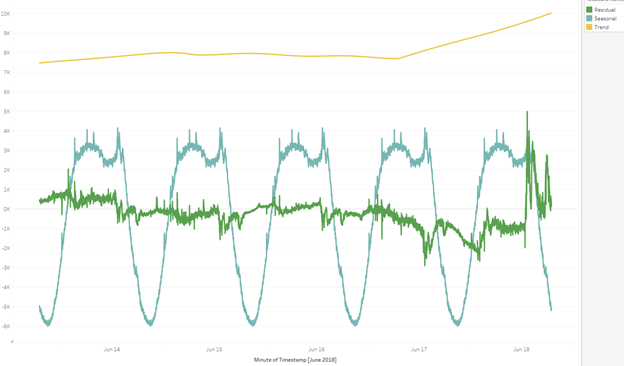 10K
9K
8K
7K
6K
5K
4K
3K
2K
1K
0K
-1K
-2K
-3K
-4K
-5K
-6K
Jun 14
Jun 15
Jun 16
Jun 17
Jun 18
Minute of Timestamp [June 2018]
Residual
Seasonal
Trend